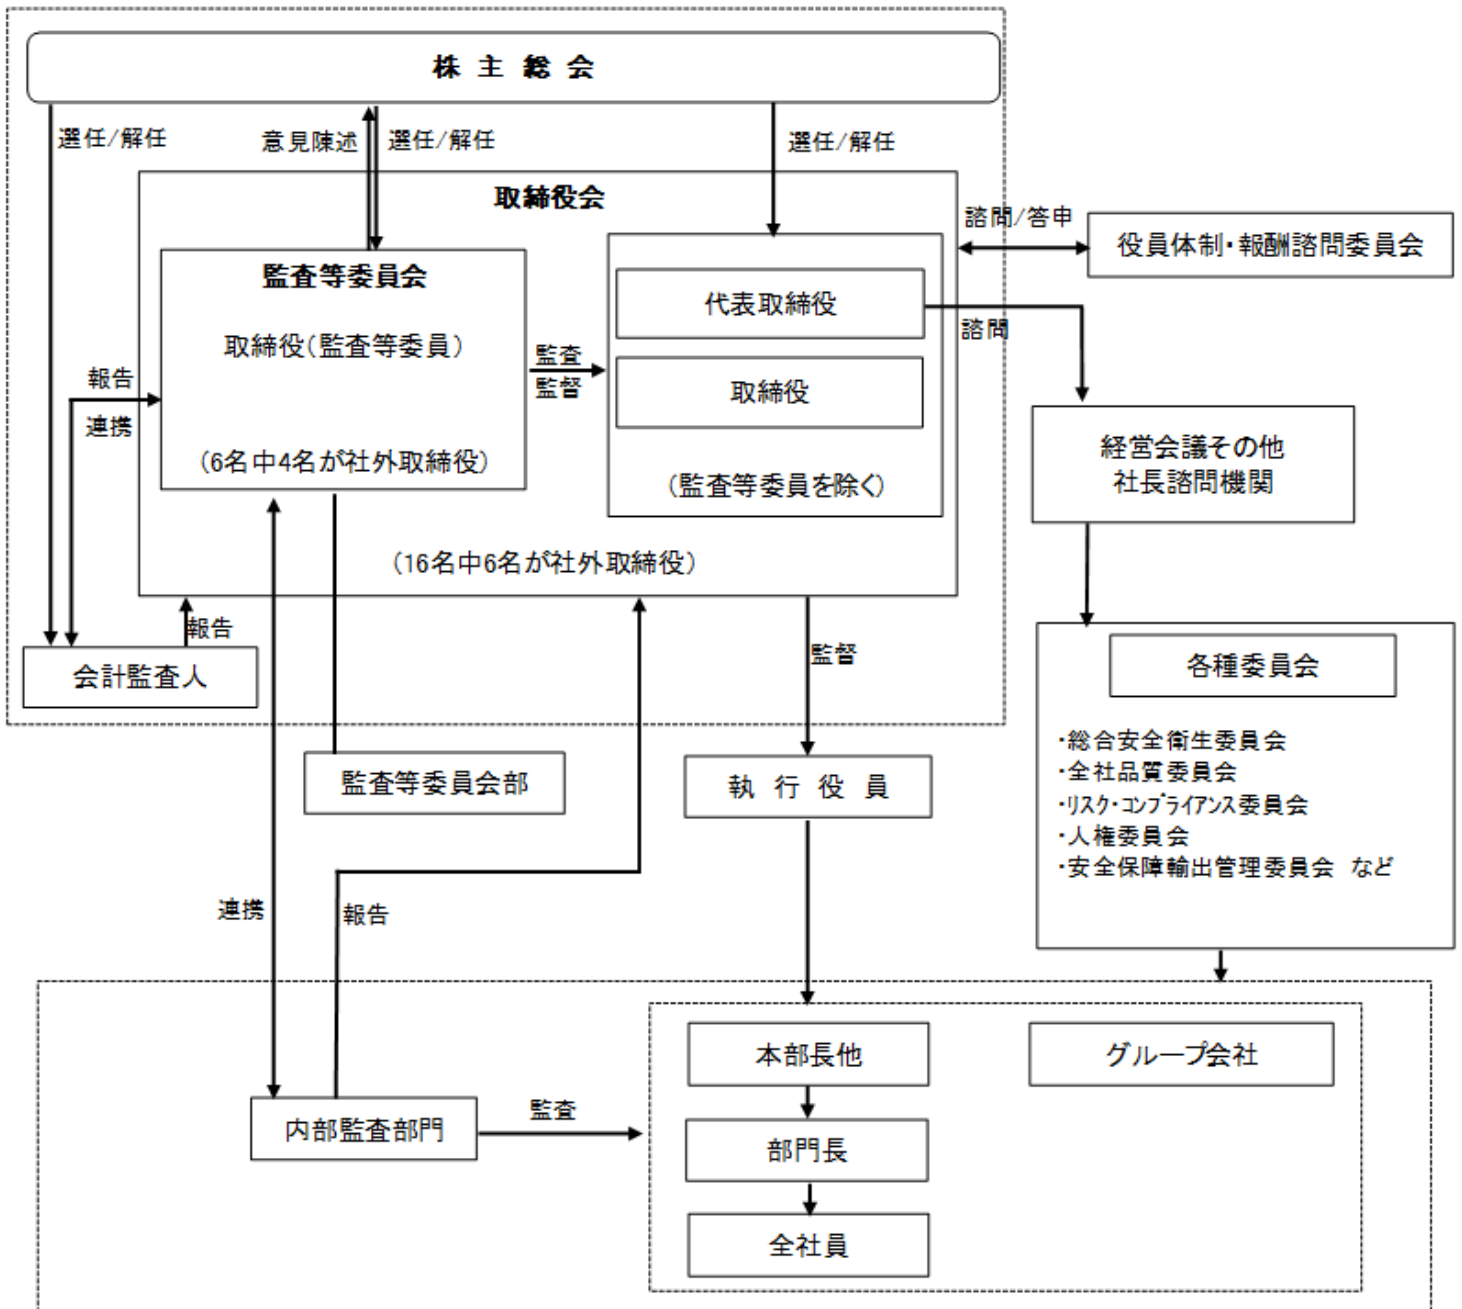 株 主 総 会
選任/解任
意見陳述
選任/解任
選任/解任
取締役会
諮問/答申
役員体制・報酬諮問委員会
監査等委員会
取締役(監査等委員)
(6名中4名が社外取締役)
監査
監督
代表取締役
取締役
(監査等委員を除く)
諮問
報告
連携
経営会議その他
社長諮問機関
(16名中6名が社外取締役)
報告
会計監査人
監督
各種委員会
・総合安全衛生委員会
・全社品質委員会
・リスク・コンプライアンス委員会
・人権委員会
・安全保障輸出管理委員会 など
監査等委員会部
執 行 役 員
連携
報告
本部長他
グループ会社
内部監査部門
監査
部門長
全社員